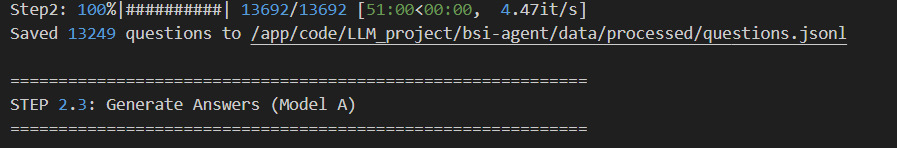 Step2: 100%|##########| 13692/13692 [51:00<00:00,  4.47it/s]
Saved 13249 questions to /app/code/LLM_project/bsi-agent/data/processed/questions.jsonl
============================================================
STEP 2.3: Generate Answers (Model A)
============================================================